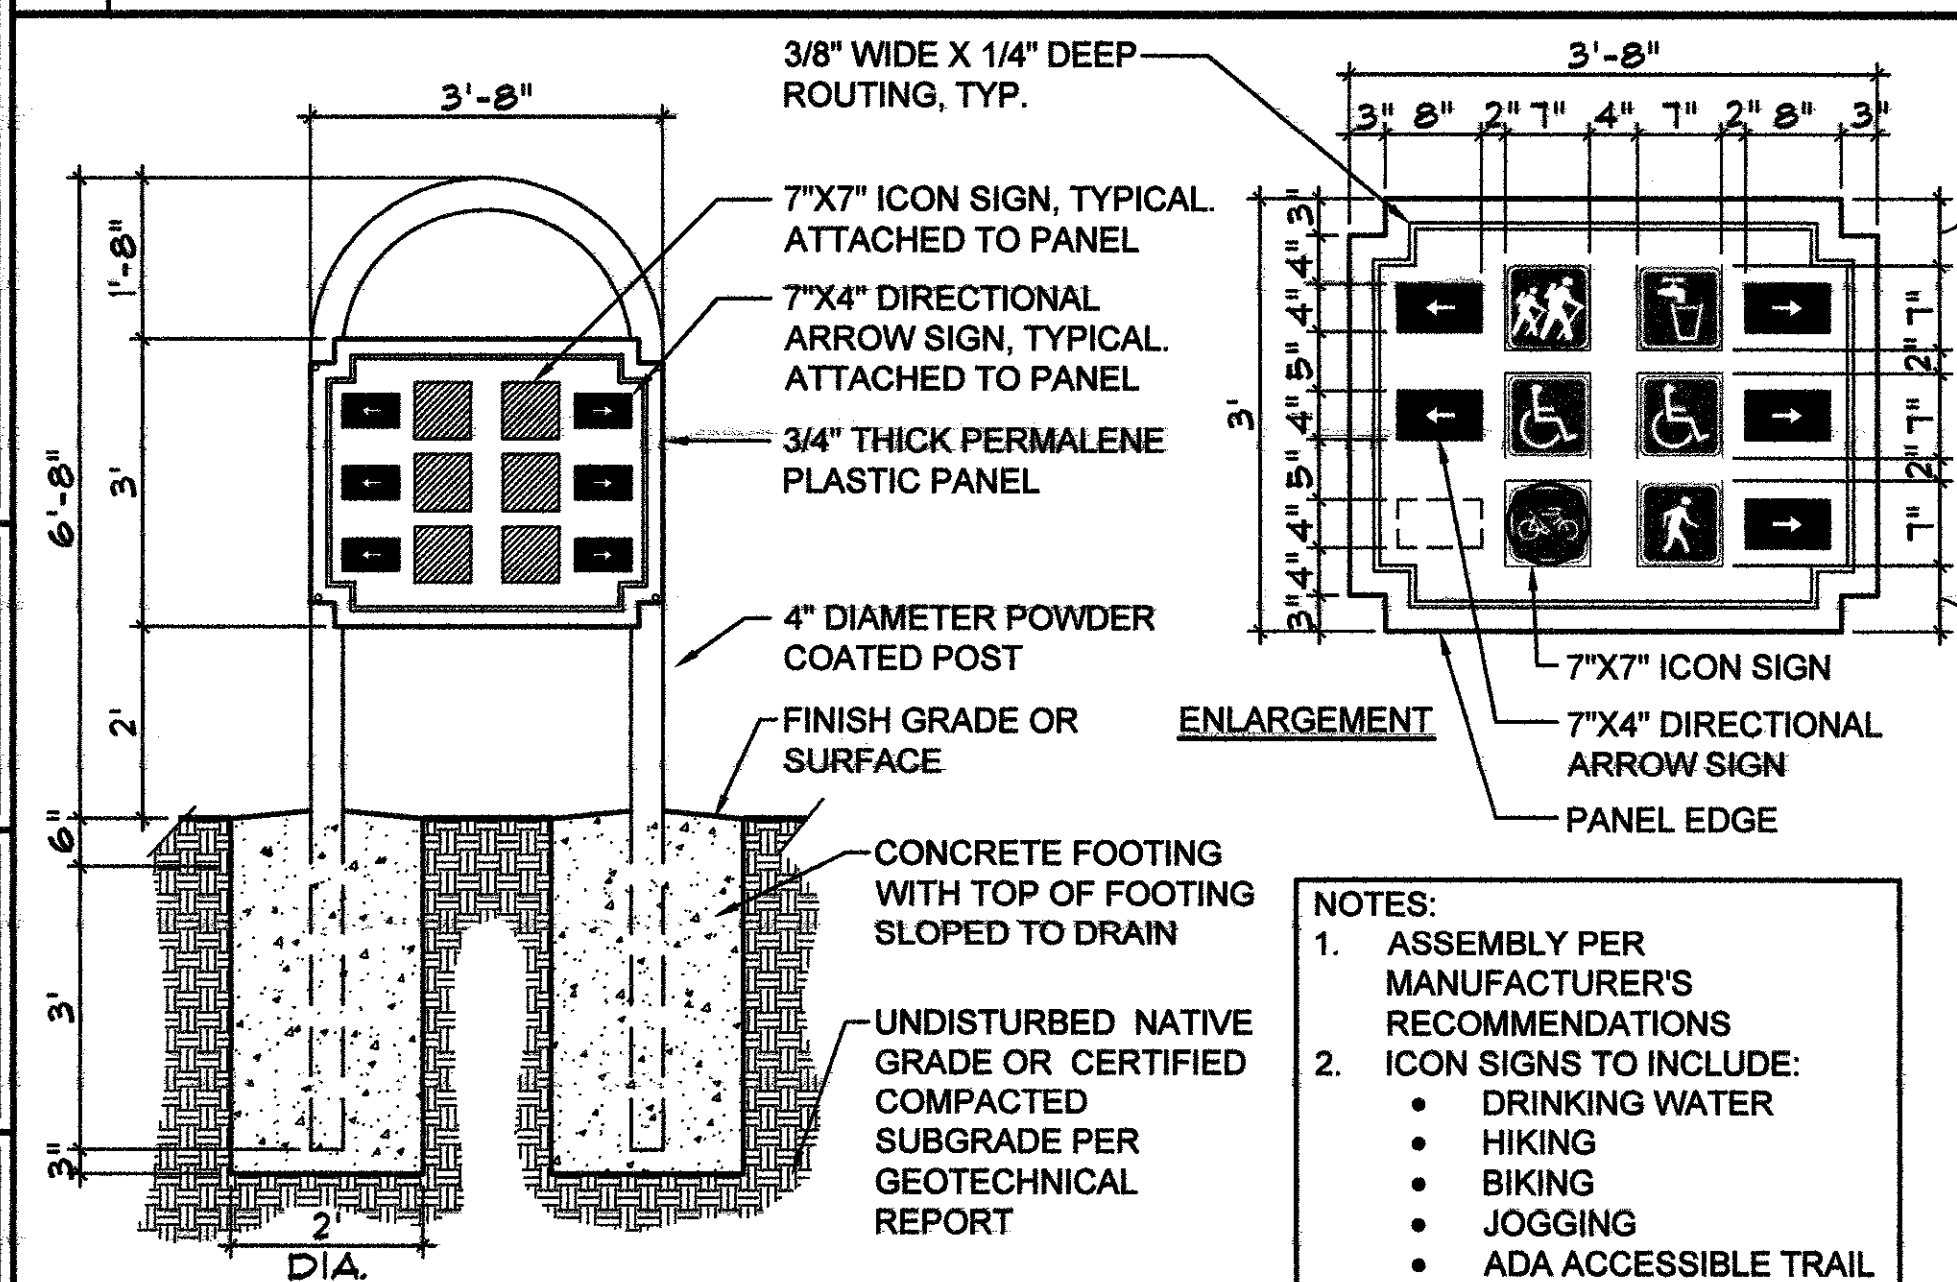 3'-8"
1'-8"
3'
6'-8"
2'
6"
3'
3"
2'
DIA.
3/8" WIDE X 1/4" DEEP
ROUTING, TYP.
7"X7" ICON SIGN, TYPICAL.
ATTACHED TO PANEL
7"X4" DIRECTIONAL
ARROW SIGN, TYPICAL.
ATTACHED TO PANEL
3/4" THICK PERMALENE
PLASTIC PANEL
4" DIAMETER POWDER
COATED POST
FINISH GRADE OR
SURFACE
CONCRETE FOOTING
WITH TOP OF FOOTING
SLOPED TO DRAIN
UNDISTURBED NATIVE
GRADE OR CERTIFIED
COMPACTED
SUBGRADE PER
GEOTECHNICAL
REPORT
3'-8"
3" 8" 2" 7" 4" 7" 2" 8" 3"
3'
3"
4"
4"
5"
4"
5"
4"
4"
3"
7"
2"
7"
2"
7"
7"X7" ICON SIGN
7"X4" DIRECTIONAL
ARROW SIGN
PANEL EDGE
ENLARGEMENT
NOTES:
1. ASSEMBLY PER
MANUFACTURER'S
RECOMMENDATIONS
2. ICON SIGNS TO INCLUDE:
• DRINKING WATER
• HIKING
• BIKING
• JOGGING
• ADA ACCESSIBLE TRAIL